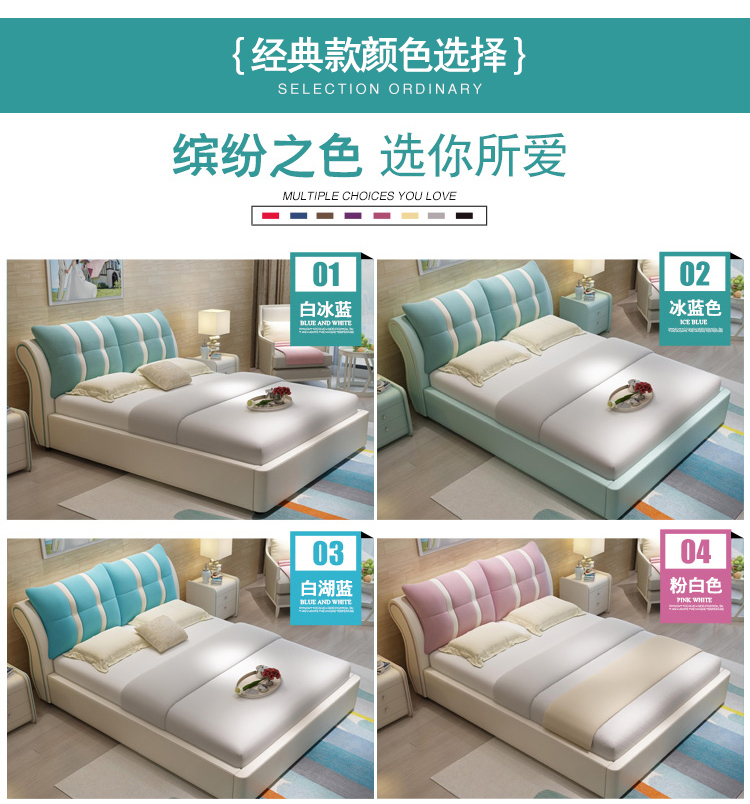 {经典款颜色选择}
SELECTION ORDINARY
缤纷之色 选你所爱
MULTIPLE CHOICES YOU LOVE
01
白冰蓝
BLUE AND WHITE
02
冰蓝色
ICE BLUE
03
白湖蓝
BLUE AND WHITE
04
粉白色
PINK WHITE